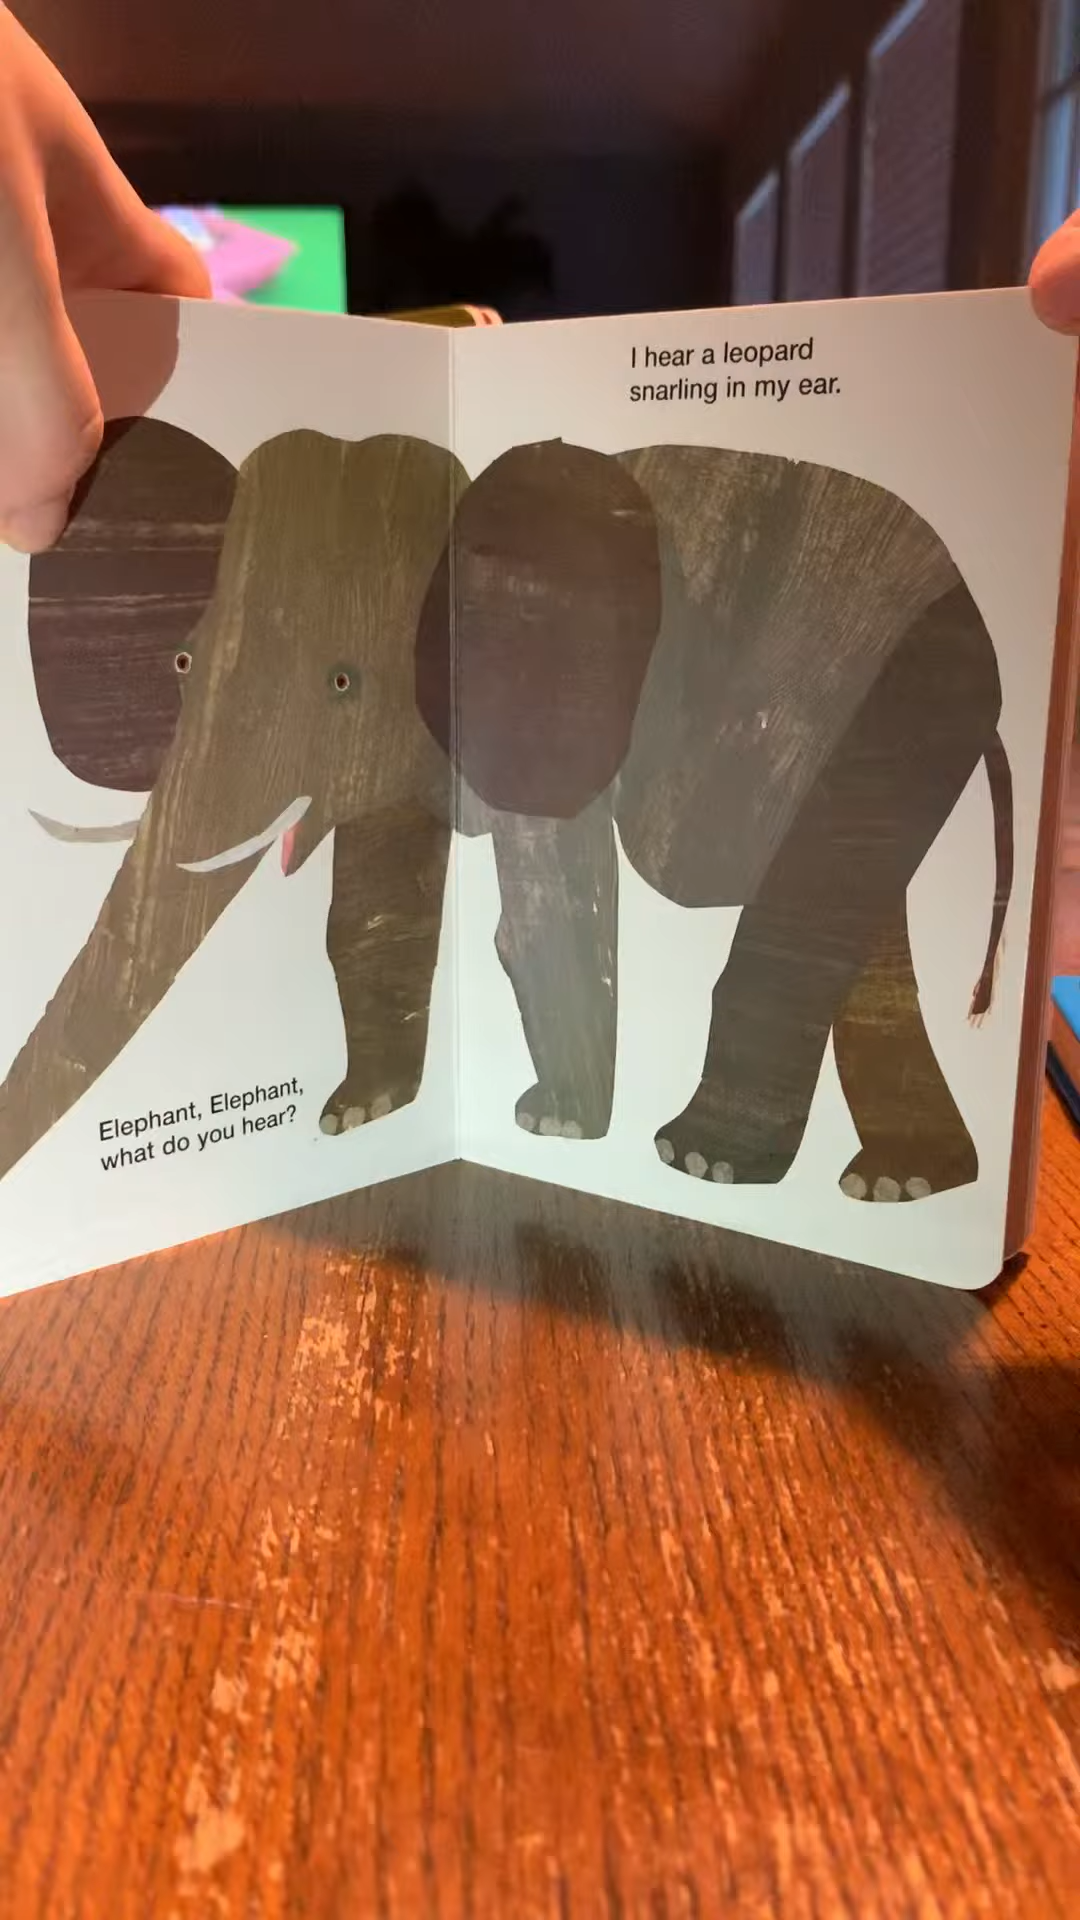 Elephant, Elephant,
what do you hear?
I hear a leopard
snarling in my ear.